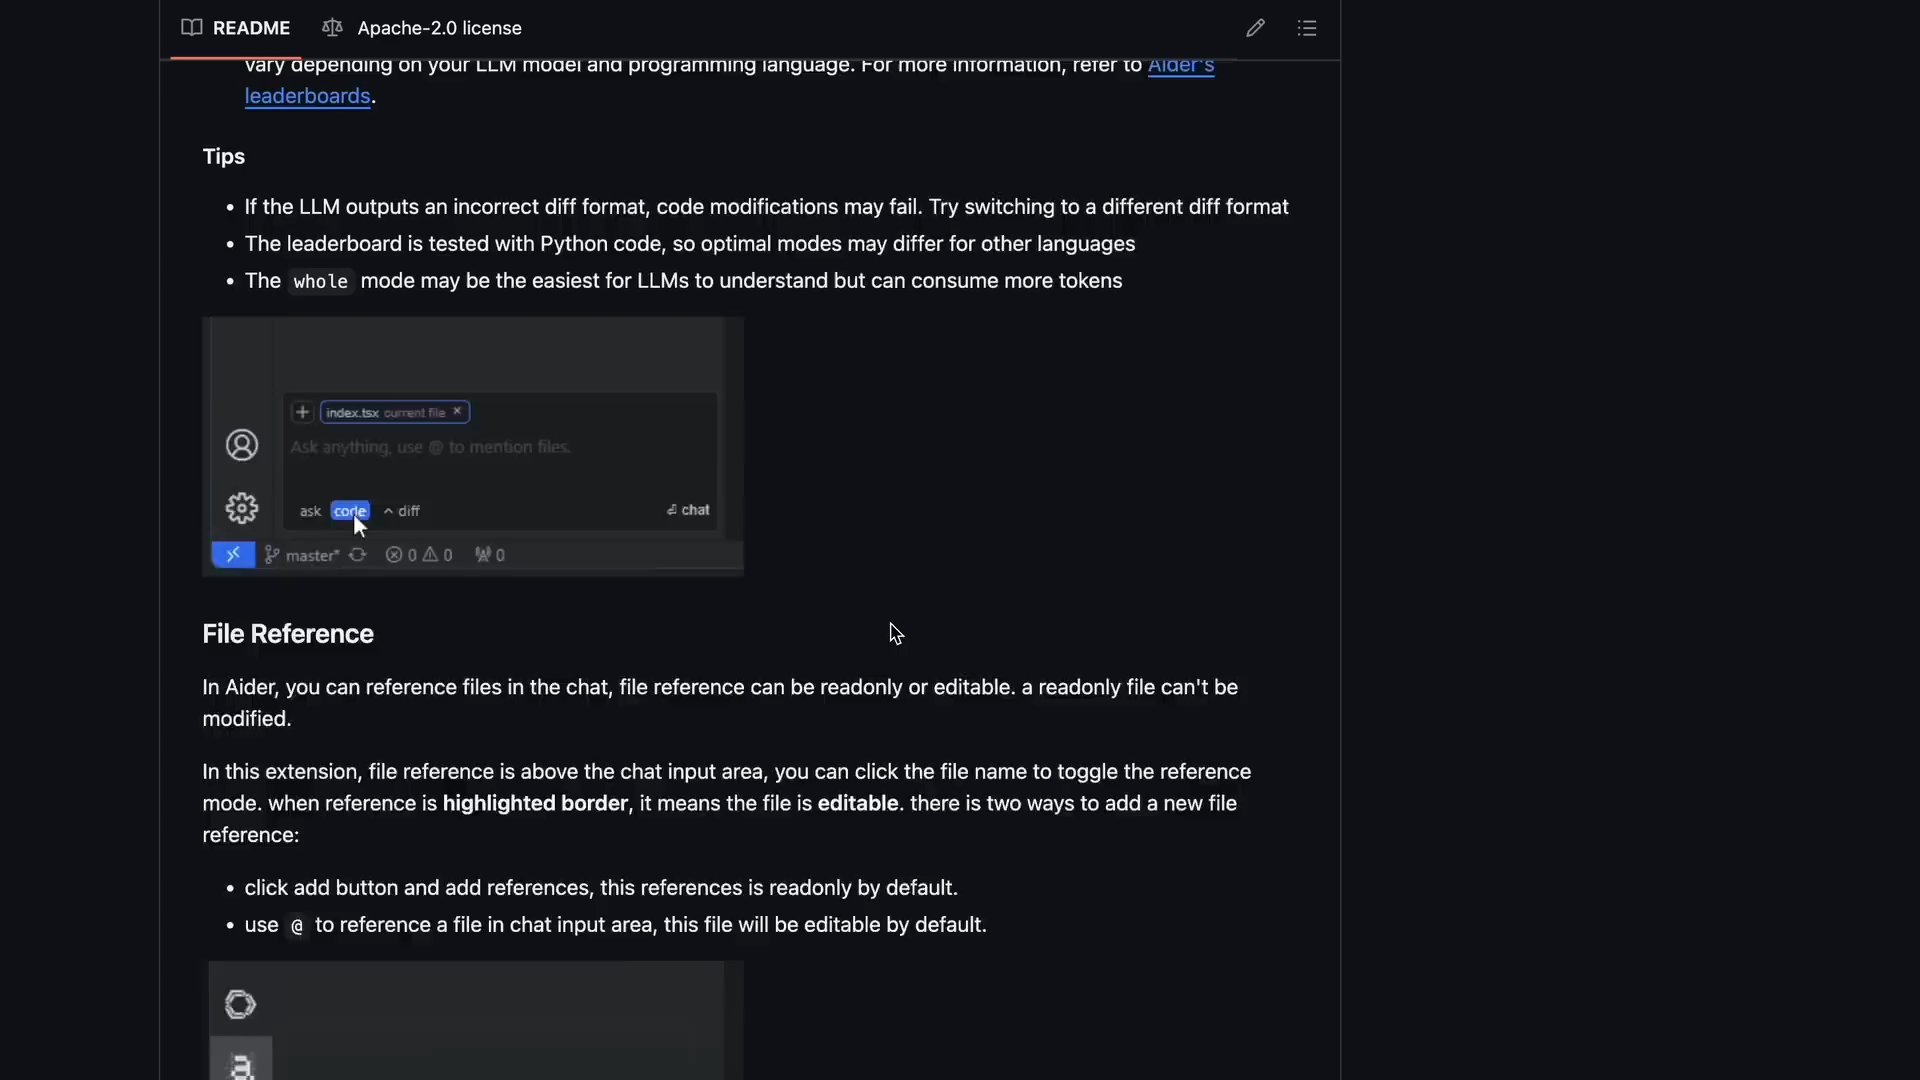 README
Apache-2.0 license
vary depending on your LLM model and programming language. For more information, refer to Aider's
leaderboards.
Tips
• If the LLM outputs an incorrect diff format, code modifications may fail. Try switching to a different diff format
• The leaderboard is tested with Python code, so optimal modes may differ for other languages
• The whole mode may be the easiest for LLMs to understand but can consume more tokens
+ index.tsx current file ×
Ask anything, use @ to mention files.
ask code ^ diff
⏎ chat
master* 0 0 0
File Reference
In Aider, you can reference files in the chat, file reference can be readonly or editable. a readonly file can't be
modified.
In this extension, file reference is above the chat input area, you can click the file name to toggle the reference
mode. when reference is highlighted border, it means the file is editable. there is two ways to add a new file
reference:
• click add button and add references, this references is readonly by default.
• use @ to reference a file in chat input area, this file will be editable by default.
a